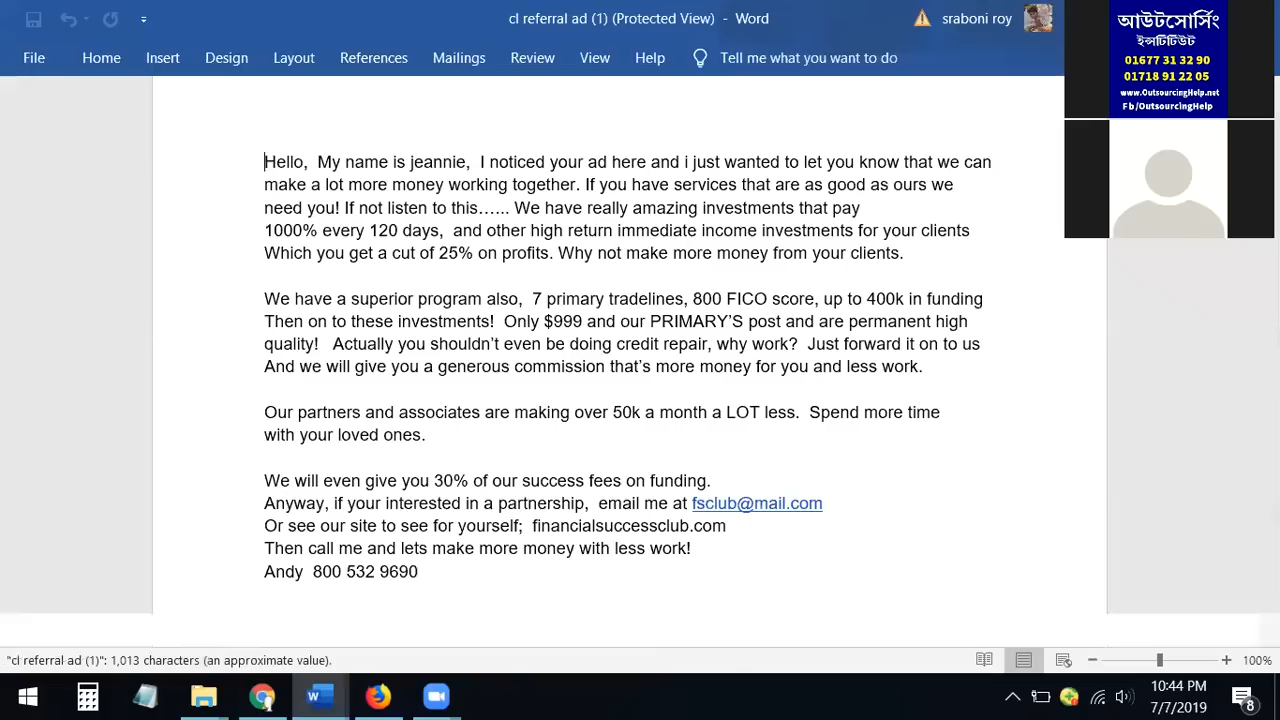 cl referral ad (1) (Protected View) - Word
sraboni roy
File Home Insert Design Layout References Mailings Review View Help Tell me what you want to do
আউটসোর্সিং
ইন্সটিটিউট
01677 31 32 90
01718 91 22 05
www.OutsourcingHelp.net
Fb/OutsourcingHelp
Hello,  My name is jeannie,  I noticed your ad here and i just wanted to let you know that we can
make a lot more money working together. If you have services that are as good as ours we
need you! If not listen to this…... We have really amazing investments that pay
1000% every 120 days,  and other high return immediate income investments for your clients
Which you get a cut of 25% on profits. Why not make more money from your clients.
We have a superior program also,  7 primary tradelines, 800 FICO score, up to 400k in funding
Then on to these investments!  Only $999 and our PRIMARY’S post and are permanent high
quality!   Actually you shouldn’t even be doing credit repair, why work?  Just forward it on to us
And we will give you a generous commission that’s more money for you and less work.
Our partners and associates are making over 50k a month a LOT less.  Spend more time
with your loved ones.
We will even give you 30% of our success fees on funding.
Anyway, if your interested in a partnership,  email me at fsclub@mail.com
Or see our site to see for yourself;  financialsuccessclub.com
Then call me and lets make more money with less work!
Andy  800 532 9690
"cl referral ad (1)": 1,013 characters (an approximate value).
100%
10:44 PM
7/7/2019
8